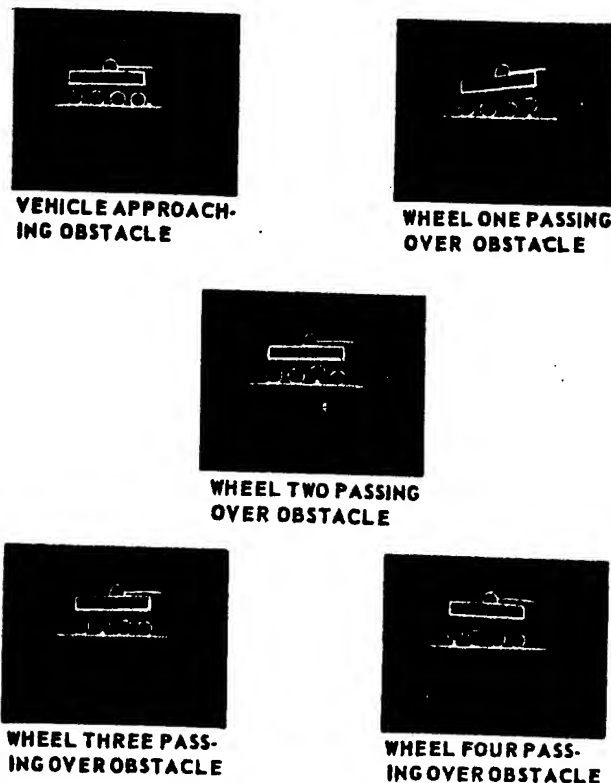 VEHICLE APPROACH-
ING OBSTACLE
WHEEL ONE PASSING
OVER OBSTACLE
WHEEL TWO PASSING
OVER OBSTACLE
WHEEL THREE PASS-
ING OVER OBSTACLE
WHEEL FOUR PASS-
ING OVER OBSTACLE